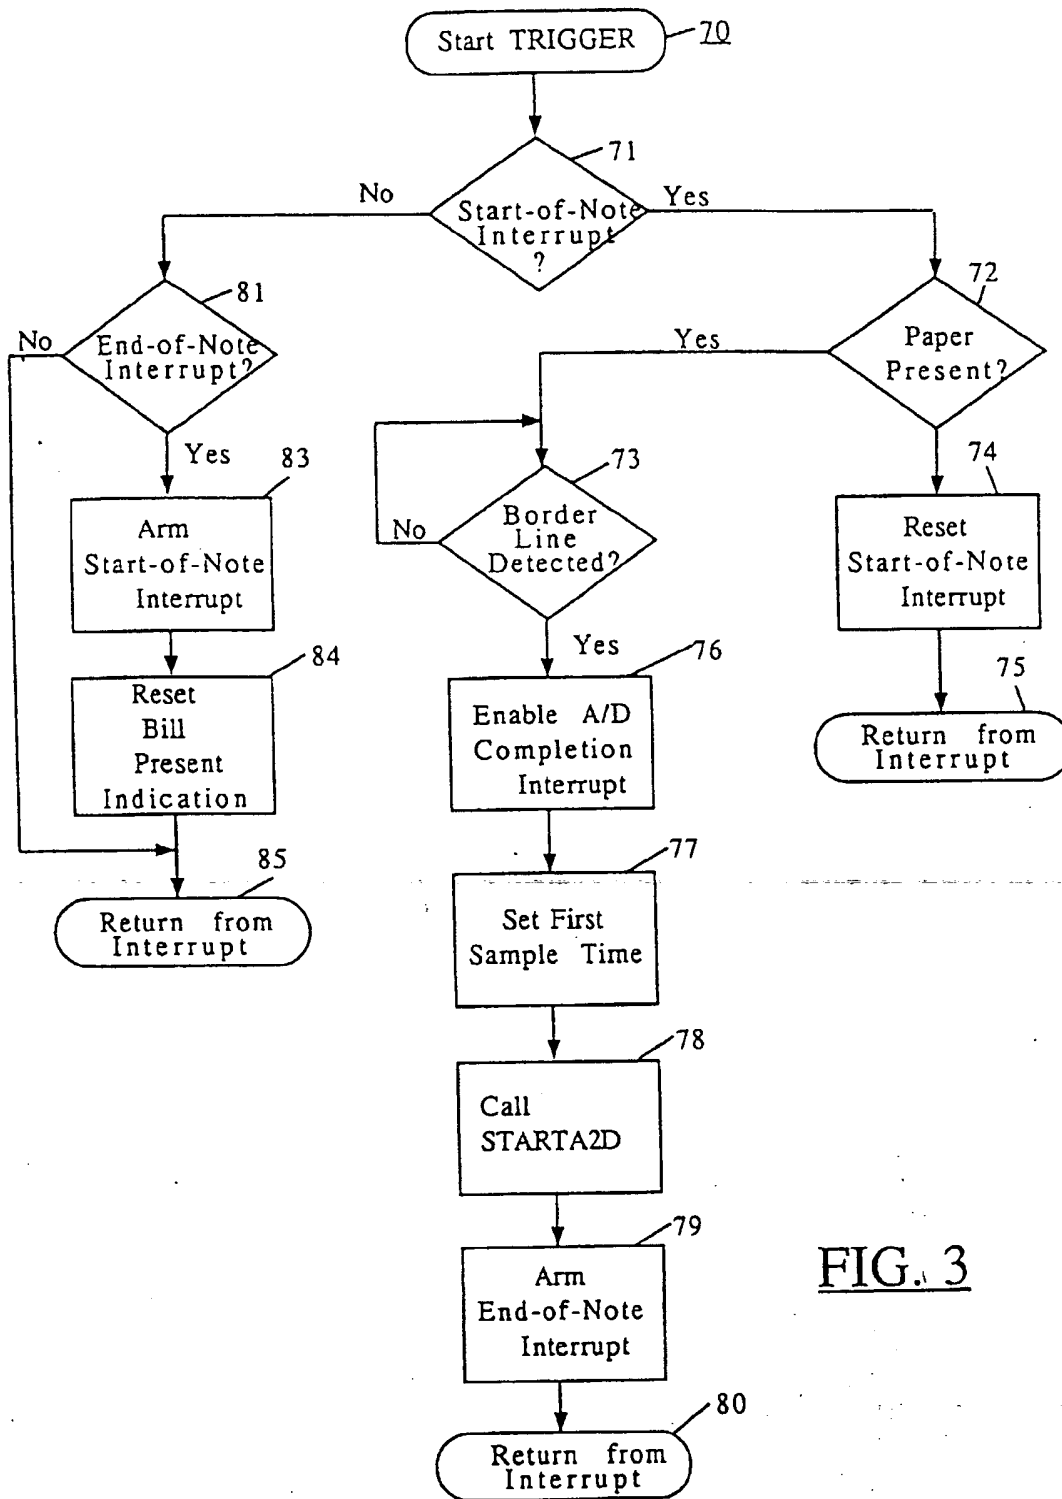 Start TRIGGER
70
71
No
Start-of-Note
Interrupt
?
Yes
81
No
End-of-Note
Interrupt?
Yes
72
Yes
Paper
Present?
83
Arm
Start-of-Note
Interrupt
73
No
Border
Line
Detected?
Yes
74
Reset
Start-of-Note
Interrupt
84
Reset
Bill
Present
Indication
76
Enable A/D
Completion
Interrupt
75
Return from
Interrupt
85
Return from
Interrupt
77
Set First
Sample Time
78
Call
STARTA2D
79
Arm
End-of-Note
Interrupt
80
Return from
Interrupt
FIG. 3